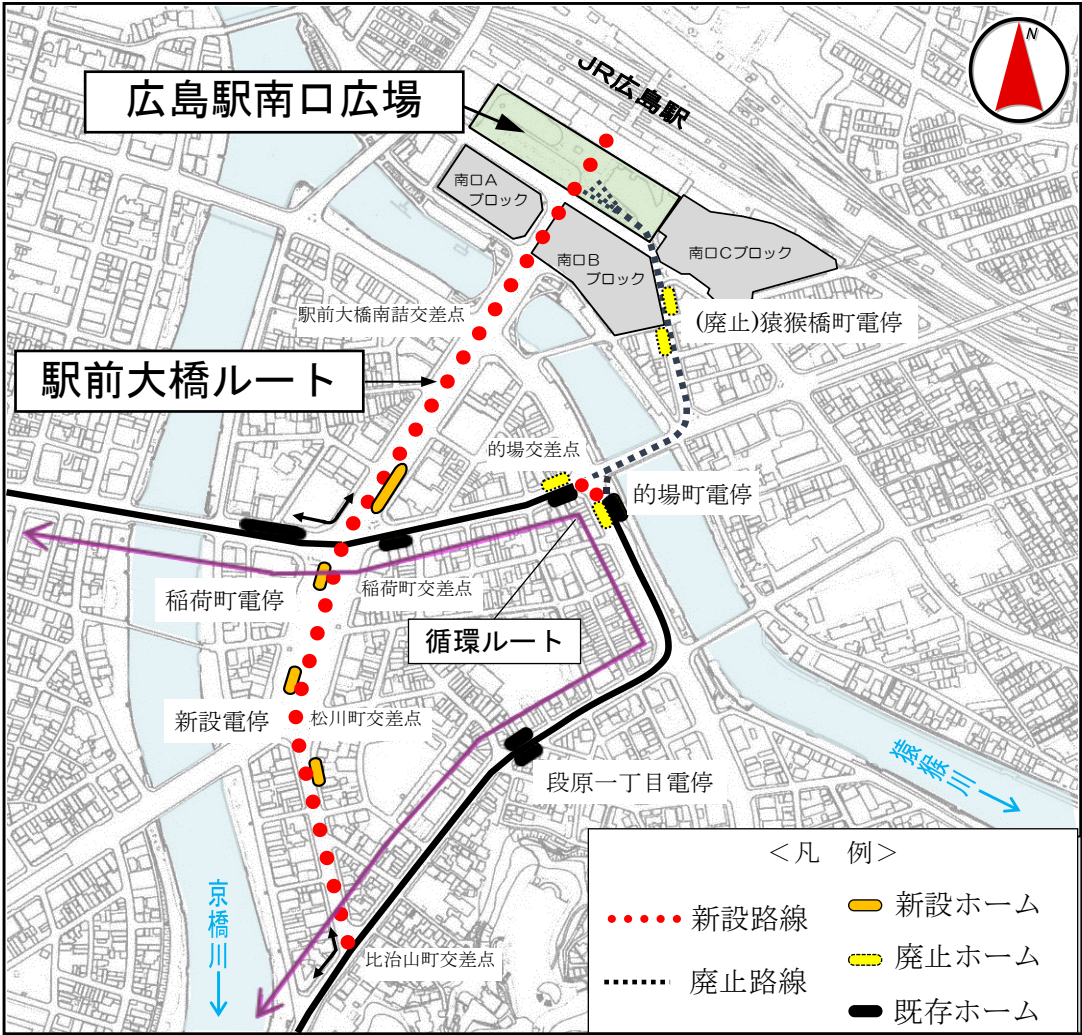 N
JR広島駅
広島駅南口広場
南口A
ブロック
南口B
ブロック
南口Cブロック
駅前大橋南詰交差点
(廃止)猿猴橋町電停
駅前大橋ルート
的場交差点
的場町電停
稲荷町電停
稲荷町交差点
循環ルート
新設電停
松川町交差点
段原一丁目電停
猿猴川
京橋川
比治山町交差点
<凡 例>
新設路線
新設ホーム
廃止路線
廃止ホーム
既存ホーム